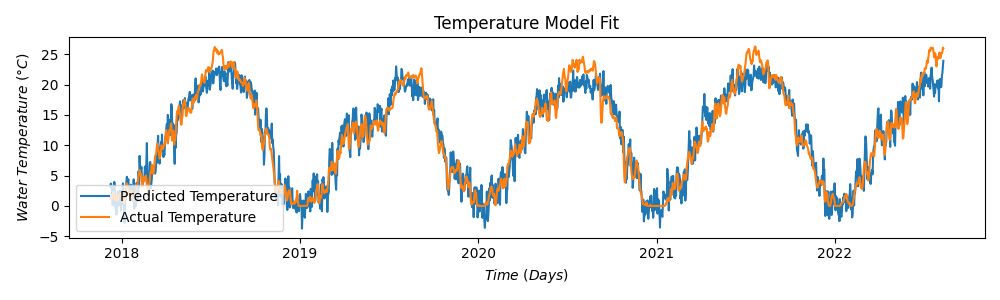 Temperature Model Fit
Water Temperature (°C)
25
20
15
10
5
0
−5
Predicted Temperature
Actual Temperature
2018 2019 2020 2021 2022
Time (Days)